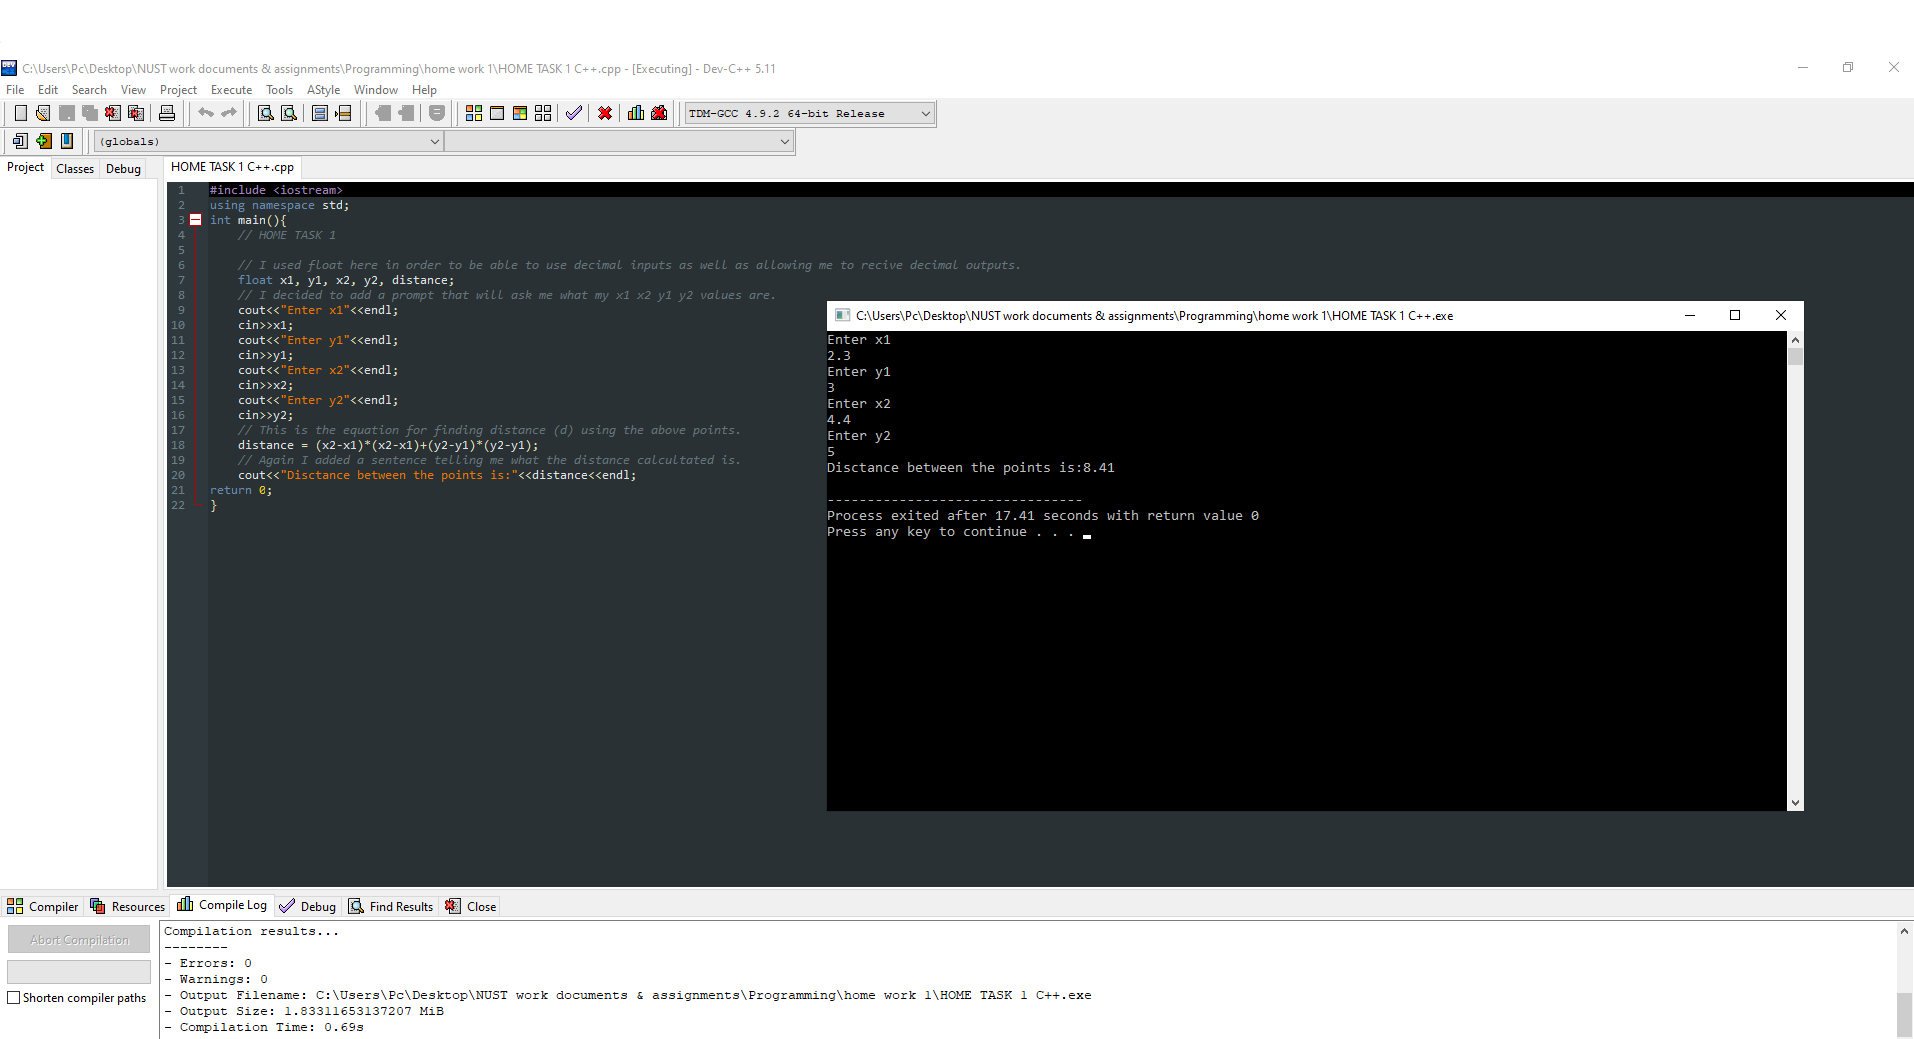 C:\Users\Pc\Desktop\NUST work documents & assignments\Programming\home work 1\HOME TASK 1 C++.cpp - [Executing] - Dev-C++ 5.11
File Edit Search View Project Execute Tools AStyle Window Help
TDM-GCC 4.9.2 64-bit Release
(globals)
Project Classes Debug
HOME TASK 1 C++.cpp
1 #include <iostream>
2 using namespace std;
3 int main(){
4 // HOME TASK 1
5
6 // I used float here in order to be able to use decimal inputs as well as allowing me to recive decimal outputs.
7 float x1, y1, x2, y2, distance;
8 // I decided to add a prompt that will ask me what my x1 x2 y1 y2 values are.
9 cout<<"Enter x1"<<endl;
10 cin>>x1;
11 cout<<"Enter y1"<<endl;
12 cin>>y1;
13 cout<<"Enter x2"<<endl;
14 cin>>x2;
15 cout<<"Enter y2"<<endl;
16 cin>>y2;
17 // This is the equation for finding distance (d) using the above points.
18 distance = (x2-x1)*(x2-x1)+(y2-y1)*(y2-y1);
19 // Again I added a sentence telling me what the distance calcultated is.
20 cout<<"Disctance between the points is:"<<distance<<endl;
21 return 0;
22 }
C:\Users\Pc\Desktop\NUST work documents & assignments\Programming\home work 1\HOME TASK 1 C++.exe
Enter x1
2.3
Enter y1
3
Enter x2
4.4
Enter y2
5
Disctance between the points is:8.41
--------------------------------
Process exited after 17.41 seconds with return value 0
Press any key to continue . . .
Compiler Resources Compile Log Debug Find Results Close
Abort Compilation
Shorten compiler paths
Compilation results...
--------
- Errors: 0
- Warnings: 0
- Output Filename: C:\Users\Pc\Desktop\NUST work documents & assignments\Programming\home work 1\HOME TASK 1 C++.exe
- Output Size: 1.83311653137207 MiB
- Compilation Time: 0.69s